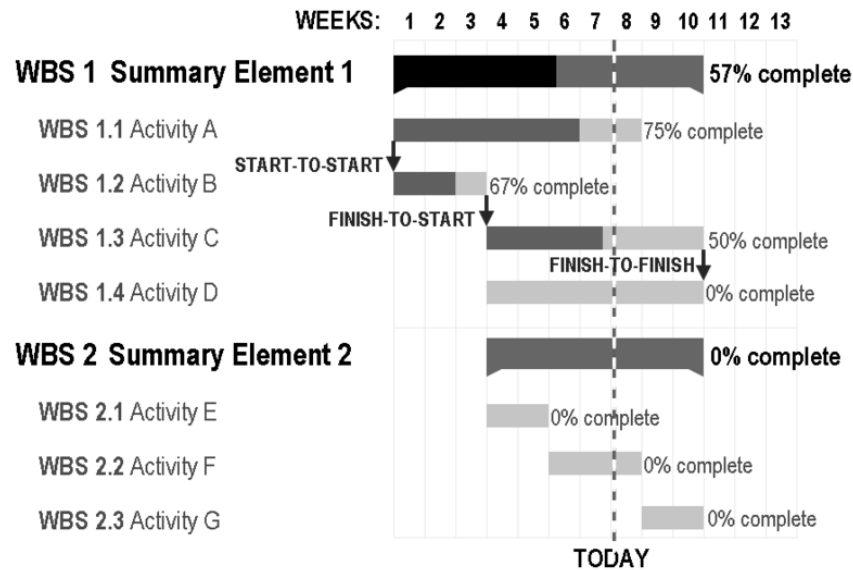 WEEKS: 1 2 3 4 5 6 7 8 9 10 11 12 13
WBS 1 Summary Element 1 57% complete
WBS 1.1 Activity A 75% complete
START-TO-START
WBS 1.2 Activity B 67% complete
FINISH-TO-START
WBS 1.3 Activity C 50% complete
FINISH-TO-FINISH
WBS 1.4 Activity D 0% complete
WBS 2 Summary Element 2 0% complete
WBS 2.1 Activity E 0% complete
WBS 2.2 Activity F 0% complete
WBS 2.3 Activity G 0% complete
TODAY